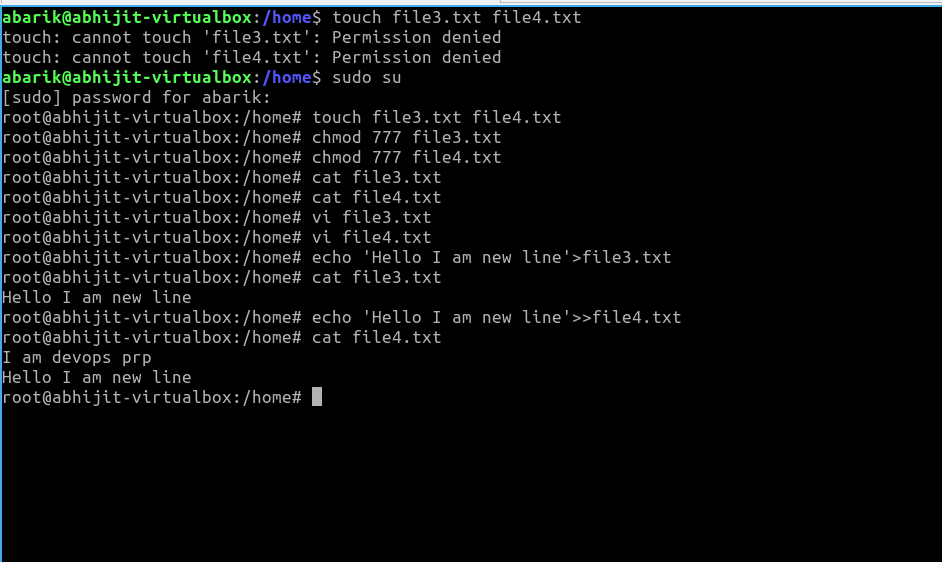 abarik@abhijit-virtualbox:/home$ touch file3.txt file4.txt
touch: cannot touch 'file3.txt': Permission denied
touch: cannot touch 'file4.txt': Permission denied
abarik@abhijit-virtualbox:/home$ sudo su
[sudo] password for abarik:
root@abhijit-virtualbox:/home# touch file3.txt file4.txt
root@abhijit-virtualbox:/home# chmod 777 file3.txt
root@abhijit-virtualbox:/home# chmod 777 file4.txt
root@abhijit-virtualbox:/home# cat file3.txt
root@abhijit-virtualbox:/home# cat file4.txt
root@abhijit-virtualbox:/home# vi file3.txt
root@abhijit-virtualbox:/home# vi file4.txt
root@abhijit-virtualbox:/home# echo 'Hello I am new line'>file3.txt
root@abhijit-virtualbox:/home# cat file3.txt
Hello I am new line
root@abhijit-virtualbox:/home# echo 'Hello I am new line'>>file4.txt
root@abhijit-virtualbox:/home# cat file4.txt
I am devops prp
Hello I am new line
root@abhijit-virtualbox:/home#